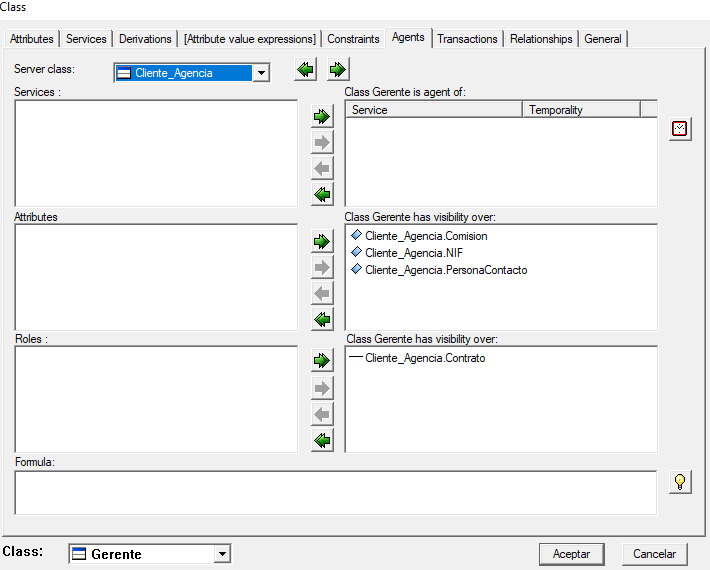 Class
Attributes Services Derivations [Attribute value expressions] Constraints Agents Transactions Relationships General
Server class: Cliente_Agencia
Services : Class Gerente is agent of:
Service Temporality
Attributes Class Gerente has visibility over:
Cliente_Agencia.Comision
Cliente_Agencia.NIF
Cliente_Agencia.PersonaContacto
Roles : Class Gerente has visibility over:
Cliente_Agencia.Contrato
Formula:
Class: Gerente Aceptar Cancelar